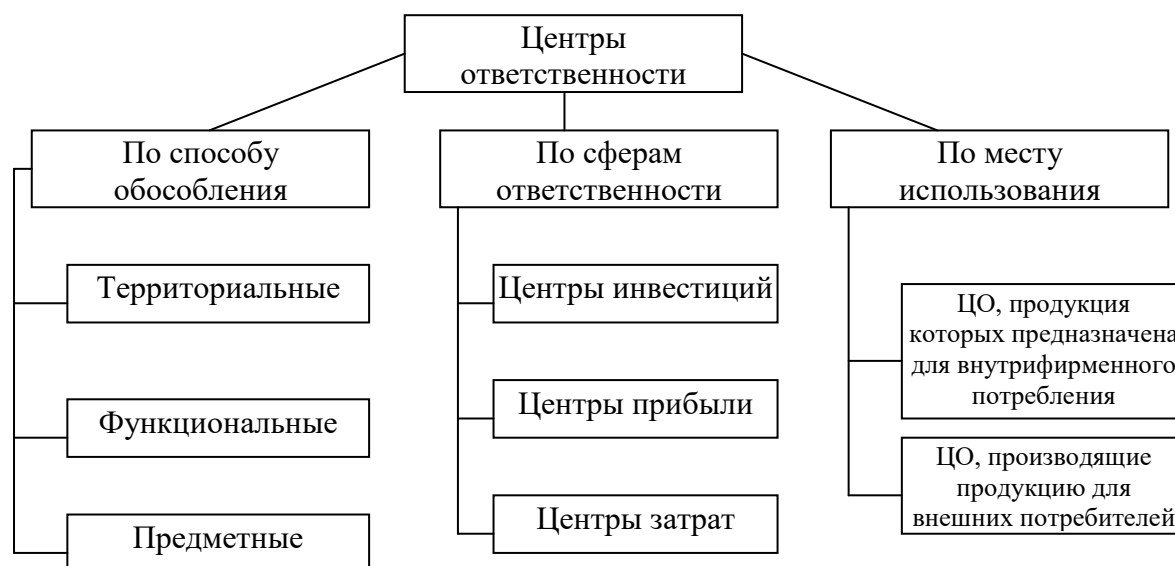 Центры
ответственности
По способу
обособления
По сферам
ответственности
По месту
использования
Территориальные
Функциональные
Предметные
Центры инвестиций
Центры прибыли
Центры затрат
ЦО, продукция
которых предназначена
для внутрифирменного
потребления
ЦО, производящие
продукцию для
внешних потребителей